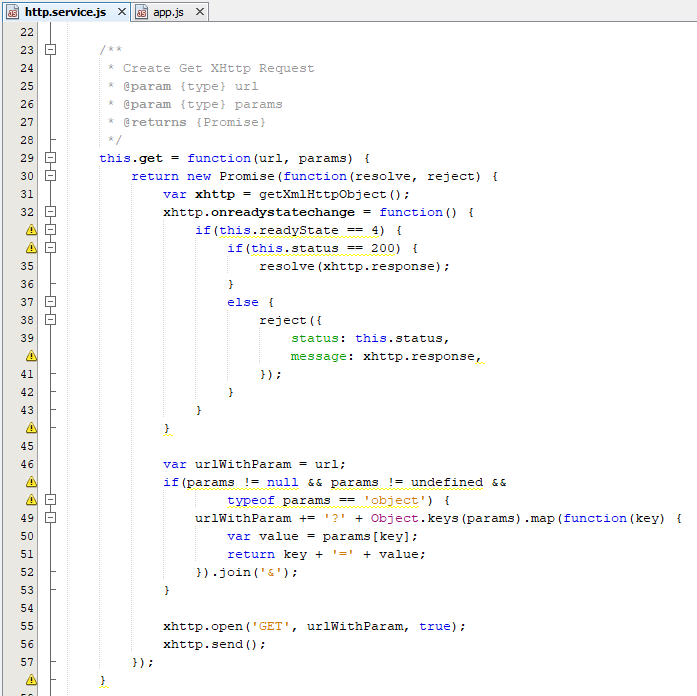 http.service.js app.js
22
23 /**
24 * Create Get XHttp Request
25 * @param {type} url
26 * @param {type} params
27 * @returns {Promise}
28 */
29 this.get = function(url, params) {
30 return new Promise(function(resolve, reject) {
31 var xhttp = getXmlHttpObject();
32 xhttp.onreadystatechange = function() {
if(this.readyState == 4) {
if(this.status == 200) {
35 resolve(xhttp.response);
36 }
37 else {
38 reject({
39 status: this.status,
message: xhttp.response,
41 });
42 }
43 }
}
45
46 var urlWithParam = url;
if(params != null && params != undefined &&
typeof params == 'object') {
49 urlWithParam += '?' + Object.keys(params).map(function(key) {
50 var value = params[key];
51 return key + '=' + value;
52 }).join('&');
53 }
54
55 xhttp.open('GET', urlWithParam, true);
56 xhttp.send();
57 });
}